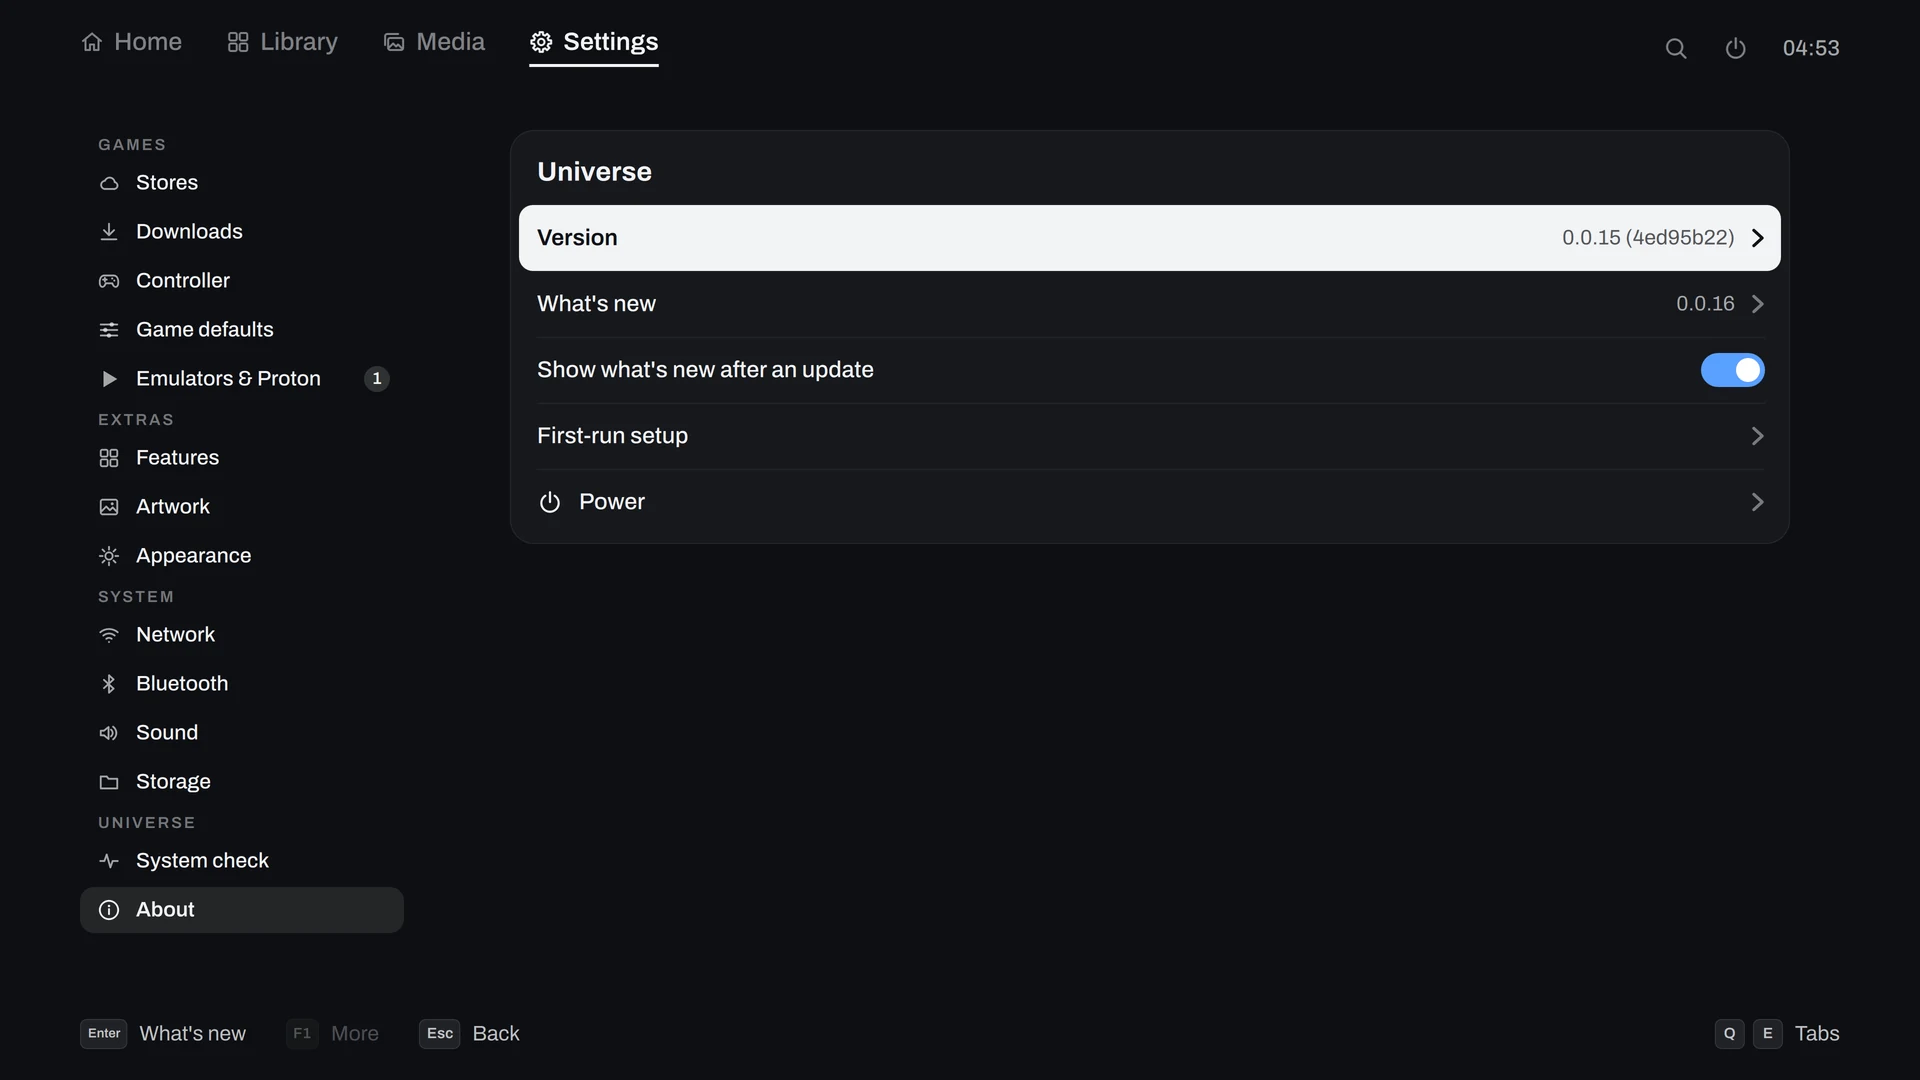 Home
Library
Media
Settings
04:53
GAMES
Stores
Downloads
Controller
Game defaults
Emulators & Proton 1
EXTRAS
Features
Artwork
Appearance
SYSTEM
Network
Bluetooth
Sound
Storage
UNIVERSE
System check
About
Universe
Version 0.0.15 (4ed95b22)
What's new 0.0.16
Show what's new after an update
First-run setup
Power
Enter What's new
F1 More
Esc Back
Q E Tabs